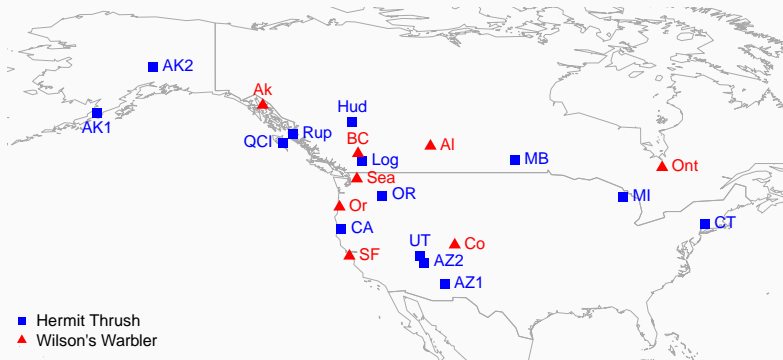 AK2
Ak
Hud
AK1
Rup
QCI
BC
Al
Log
MB
Ont
Sea
OR
MI
Or
CA
CT
UT
Co
SF
AZ2
AZ1
Hermit Thrush
Wilson's Warbler